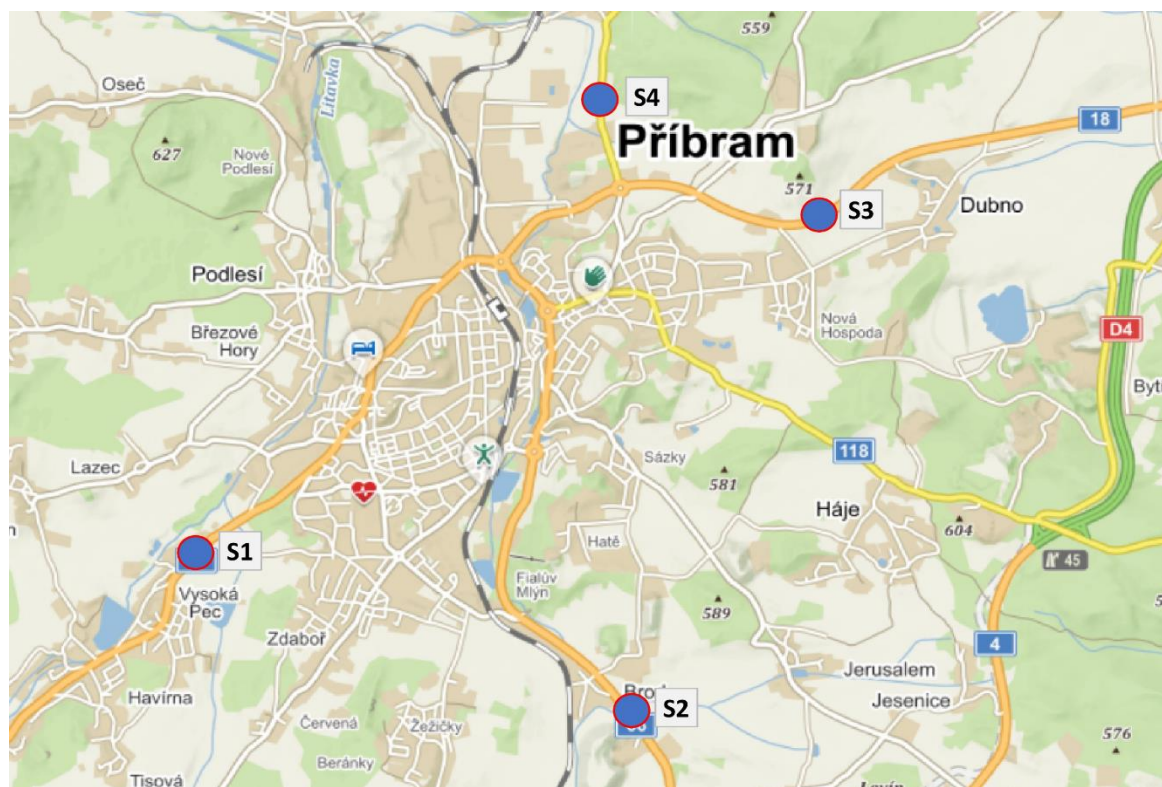 559
Oseč
Litavka
S4
18
627
Nové
Podlesí
Příbram
571
S3
Dubno
Podlesí
Březové
Hory
Nová
Hospoda
D4
Lazec
Sázky
118
581
Háje
604
S1
Hatě
45
Vysoká
Pec
Fialův
Mlýn
589
Zdaboř
4
Jerusalem
Havírna
S2
Jesenice
Červená
Žežičky
576
Beránky
Tisová